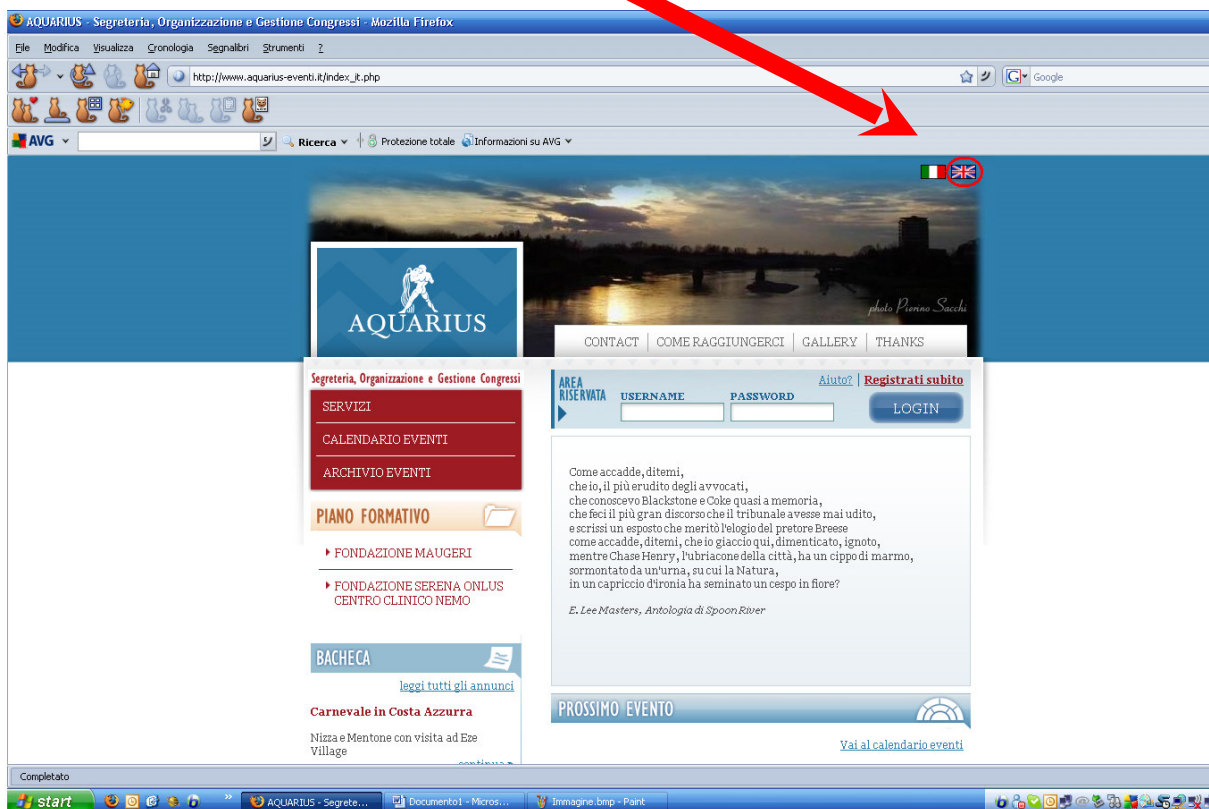 AQUARIUS - Segreteria, Organizzazione e Gestione Congressi - Mozilla Firefox
File Modifica Visualizza Cronologia Segnalibri Strumenti ?
http://www.aquarius-eventi.it/index_it.php
G Google
AVG Ricerca Protezione totale Informazioni su AVG
photo Pierino Sacchi
AQUARIUS
CONTACT COME RAGGIUNGERCI GALLERY THANKS
Segreteria, Organizzazione e Gestione Congressi
SERVIZI
CALENDARIO EVENTI
ARCHIVIO EVENTI
PIANO FORMATIVO
FONDAZIONE MAUGERI
FONDAZIONE SERENA ONLUS
CENTRO CLINICO NEMO
BACHECA
leggi tutti gli annunci
Carnevale in Costa Azzurra
Nizza e Mentone con visita ad Eze
Village
continua
AREA
RISERVATA
Aiuto? | Registrati subito
USERNAME PASSWORD
LOGIN
Come accadde, ditemi,
che io, il più erudito degli avvocati,
che conoscevo Blackstone e Coke quasi a memoria,
che feci il più gran discorso che il tribunale avesse mai udito,
e scrissi un esposto che meritò l'elogio del pretore Breese
come accadde, ditemi, che io giaccio qui, dimenticato, ignoto,
mentre Chase Henry, l'ubriacone della città, ha un cippo di marmo,
sormontato da un'urna, su cui la Natura,
in un capriccio d'ironia ha seminato un cespo in fiore?
E. Lee Masters, Antologia di Spoon River
PROSSIMO EVENTO
Vai al calendario eventi
Completato
start » AQUARIUS - Segrete... Documento1 - Micros... Immagine.bmp - Paint